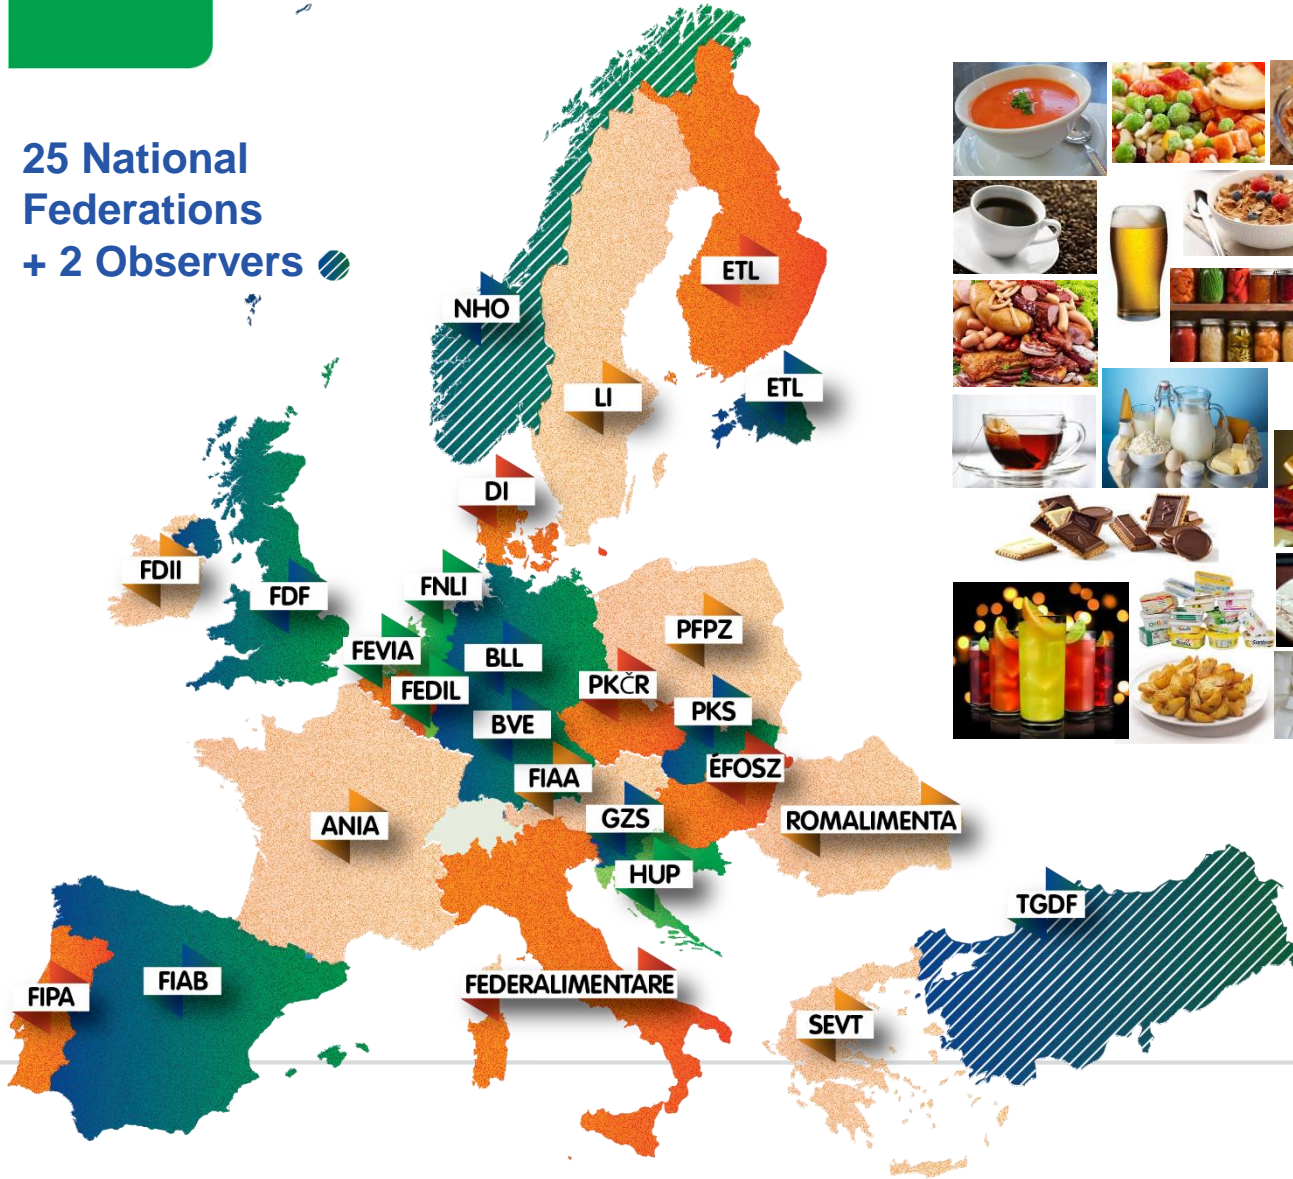 25 National
Federations
+ 2 Observers
ETL
NHO
ETL
LI
DI
FDII
FNLI
FDF
PFPZ
FEVIA
BLL
PKČR
FEDIL
PKS
BVE
ÉFOSZ
FIAA
GZS
ROMALIMENTA
ANIA
HUP
TGDF
FIAB
FEDERALIMENTARE
FIPA
SEVT